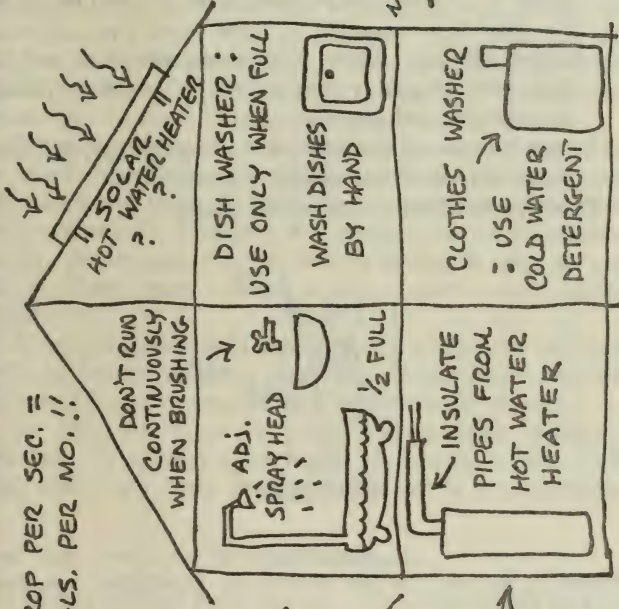 ROP PER SEC. =
LS. PER MO. !!
SOLAR
HOT WATER HEATER
? ?
DON'T RUN
CONTINUOUSLY
WHEN BRUSHING
ADJ.
SPRAY HEAD
1/2 FULL
DISH WASHER :
USE ONLY WHEN FULL
WASH DISHES
BY HAND
INSULATE
PIPES FROM
HOT WATER
HEATER
CLOTHES WASHER
: USE
COLD WATER
DETERGENT